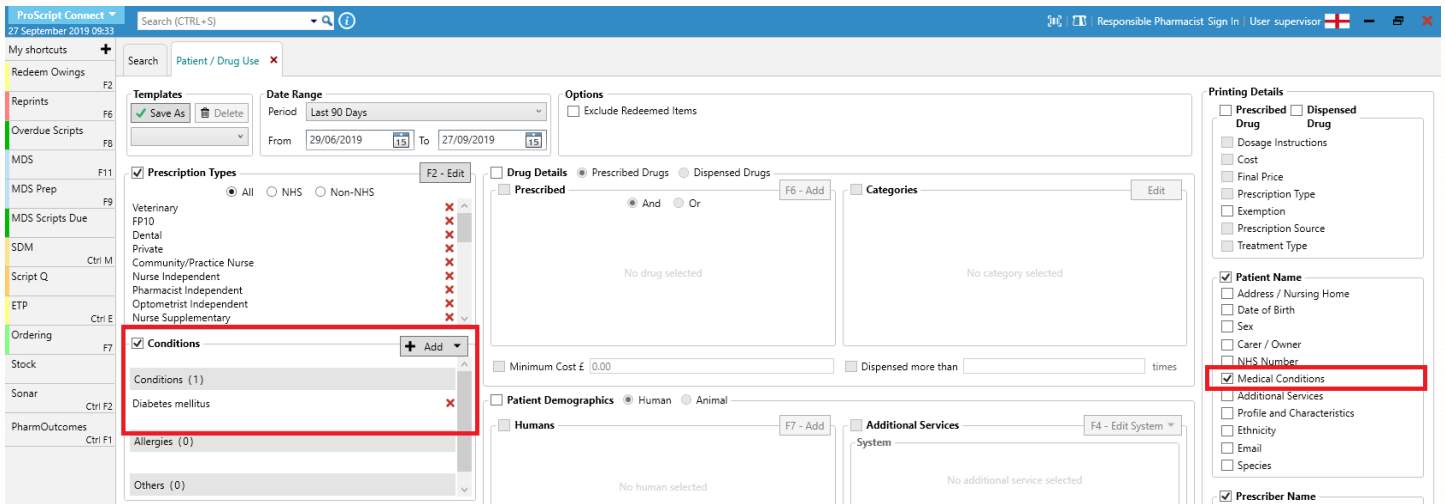 ProScript Connect
27 September 2019 09:33
Search (CTRL+S)
Responsible Pharmacist Sign In | User supervisor
My shortcuts
Redeem Owings
F2
Reprints
F6
Overdue Scripts
F8
MDS
F11
MDS Prep
F9
MDS Scripts Due
SDM
Ctrl M
Script Q
ETP
Ctrl E
Ordering
F7
Stock
Sonar
Ctrl F2
PharmOutcomes
Ctrl F1
Search
Patient / Drug Use
Templates
Save As
Delete
Date Range
Period Last 90 Days
From 29/06/2019 15 To 27/09/2019 15
Options
Exclude Redeemed Items
Prescription Types
F2 - Edit
All NHS Non-NHS
Veterinary
FP10
Dental
Private
Community/Practice Nurse
Nurse Independent
Pharmacist Independent
Optometrist Independent
Nurse Supplementary
Conditions
Add
Conditions (1)
Diabetes mellitus
Allergies (0)
Others (0)
Drug Details Prescribed Drugs Dispensed Drugs
Prescribed
F6 - Add
And Or
No drug selected
Categories
Edit
No category selected
Minimum Cost £ 0.00
Dispensed more than times
Patient Demographics Human Animal
Humans
F7 - Add
No human selected
Additional Services
F4 - Edit System
System
No additional service selected
Printing Details
Prescribed Drug
Dispensed Drug
Dosage Instructions
Cost
Final Price
Prescription Type
Exemption
Prescription Source
Treatment Type
Patient Name
Address / Nursing Home
Date of Birth
Sex
Carer / Owner
NHS Number
Medical Conditions
Additional Services
Profile and Characteristics
Ethnicity
Email
Species
Prescriber Name